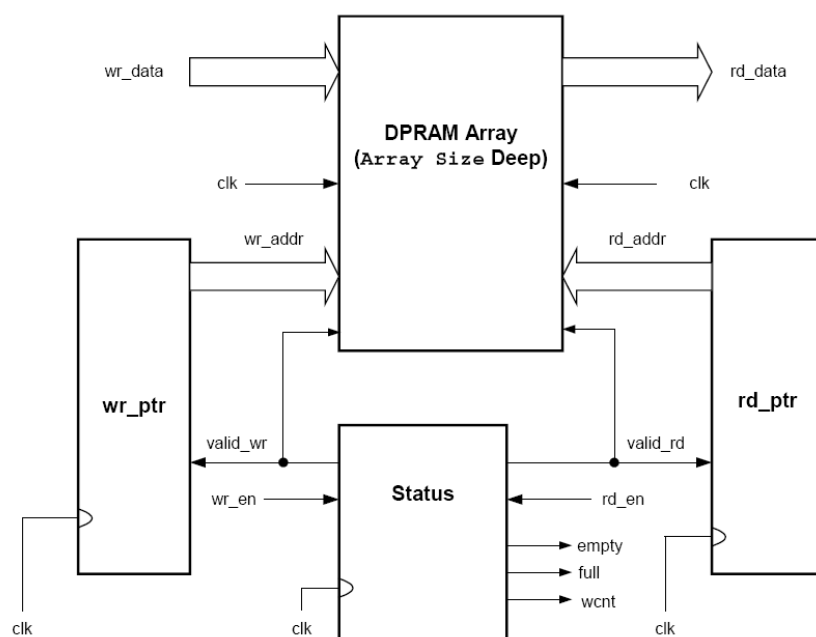 wr_data
rd_data
DPRAM Array
(Array Size Deep)
clk
clk
wr_addr
rd_addr
wr_ptr
rd_ptr
valid_wr
valid_rd
Status
wr_en
rd_en
empty
full
wcnt
clk
clk
clk